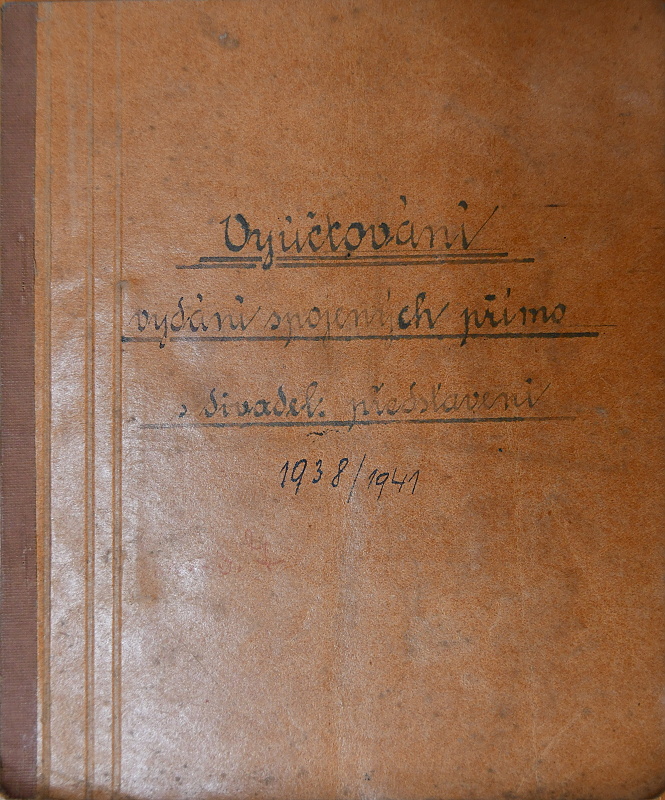 Vyúčtování
vydání spojených přímo
s divadel. představení
1938/1941